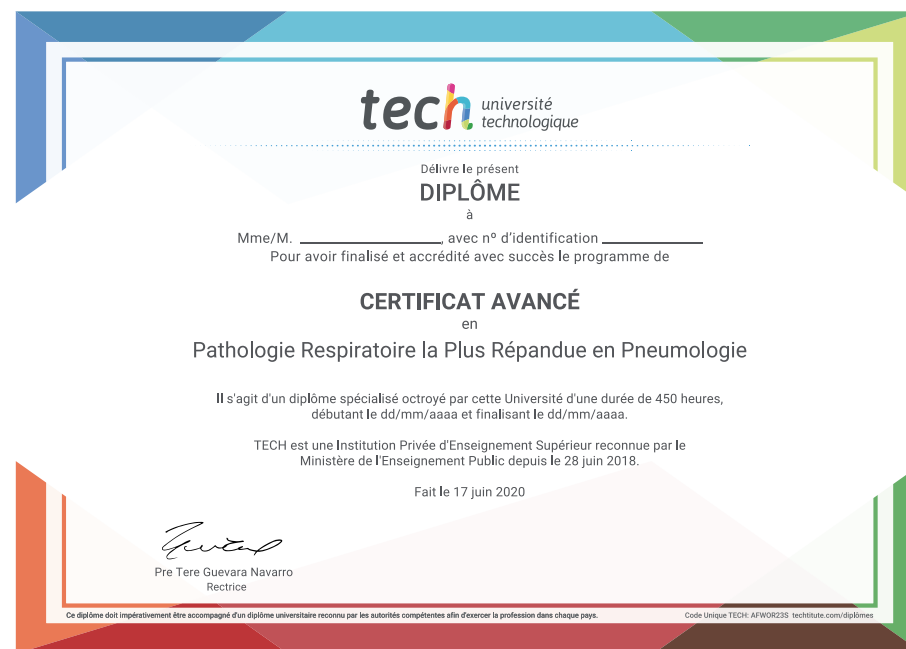 tech université
technologique
Délivre le présent
DIPLÔME
à
Mme/M. ____________________, avec nº d'identification ______________
Pour avoir finalisé et accrédité avec succès le programme de
CERTIFICAT AVANCÉ
en
Pathologie Respiratoire la Plus Répandue en Pneumologie
Il s'agit d'un diplôme spécialisé octroyé par cette Université d'une durée de 450 heures,
débutant le dd/mm/aaaa et finalisant le dd/mm/aaaa.
TECH est une Institution Privée d'Enseignement Supérieur reconnue par le
Ministère de l'Enseignement Public depuis le 28 juin 2018.
Fait le 17 juin 2020
Pre Tere Guevara Navarro
Rectrice
Ce diplôme doit impérativement être accompagné d'un diplôme universitaire reconnu par les autorités compétentes afin d'exercer la profession dans chaque pays.
Code Unique TECH: AFWOR23S techtitute.com/diplômes